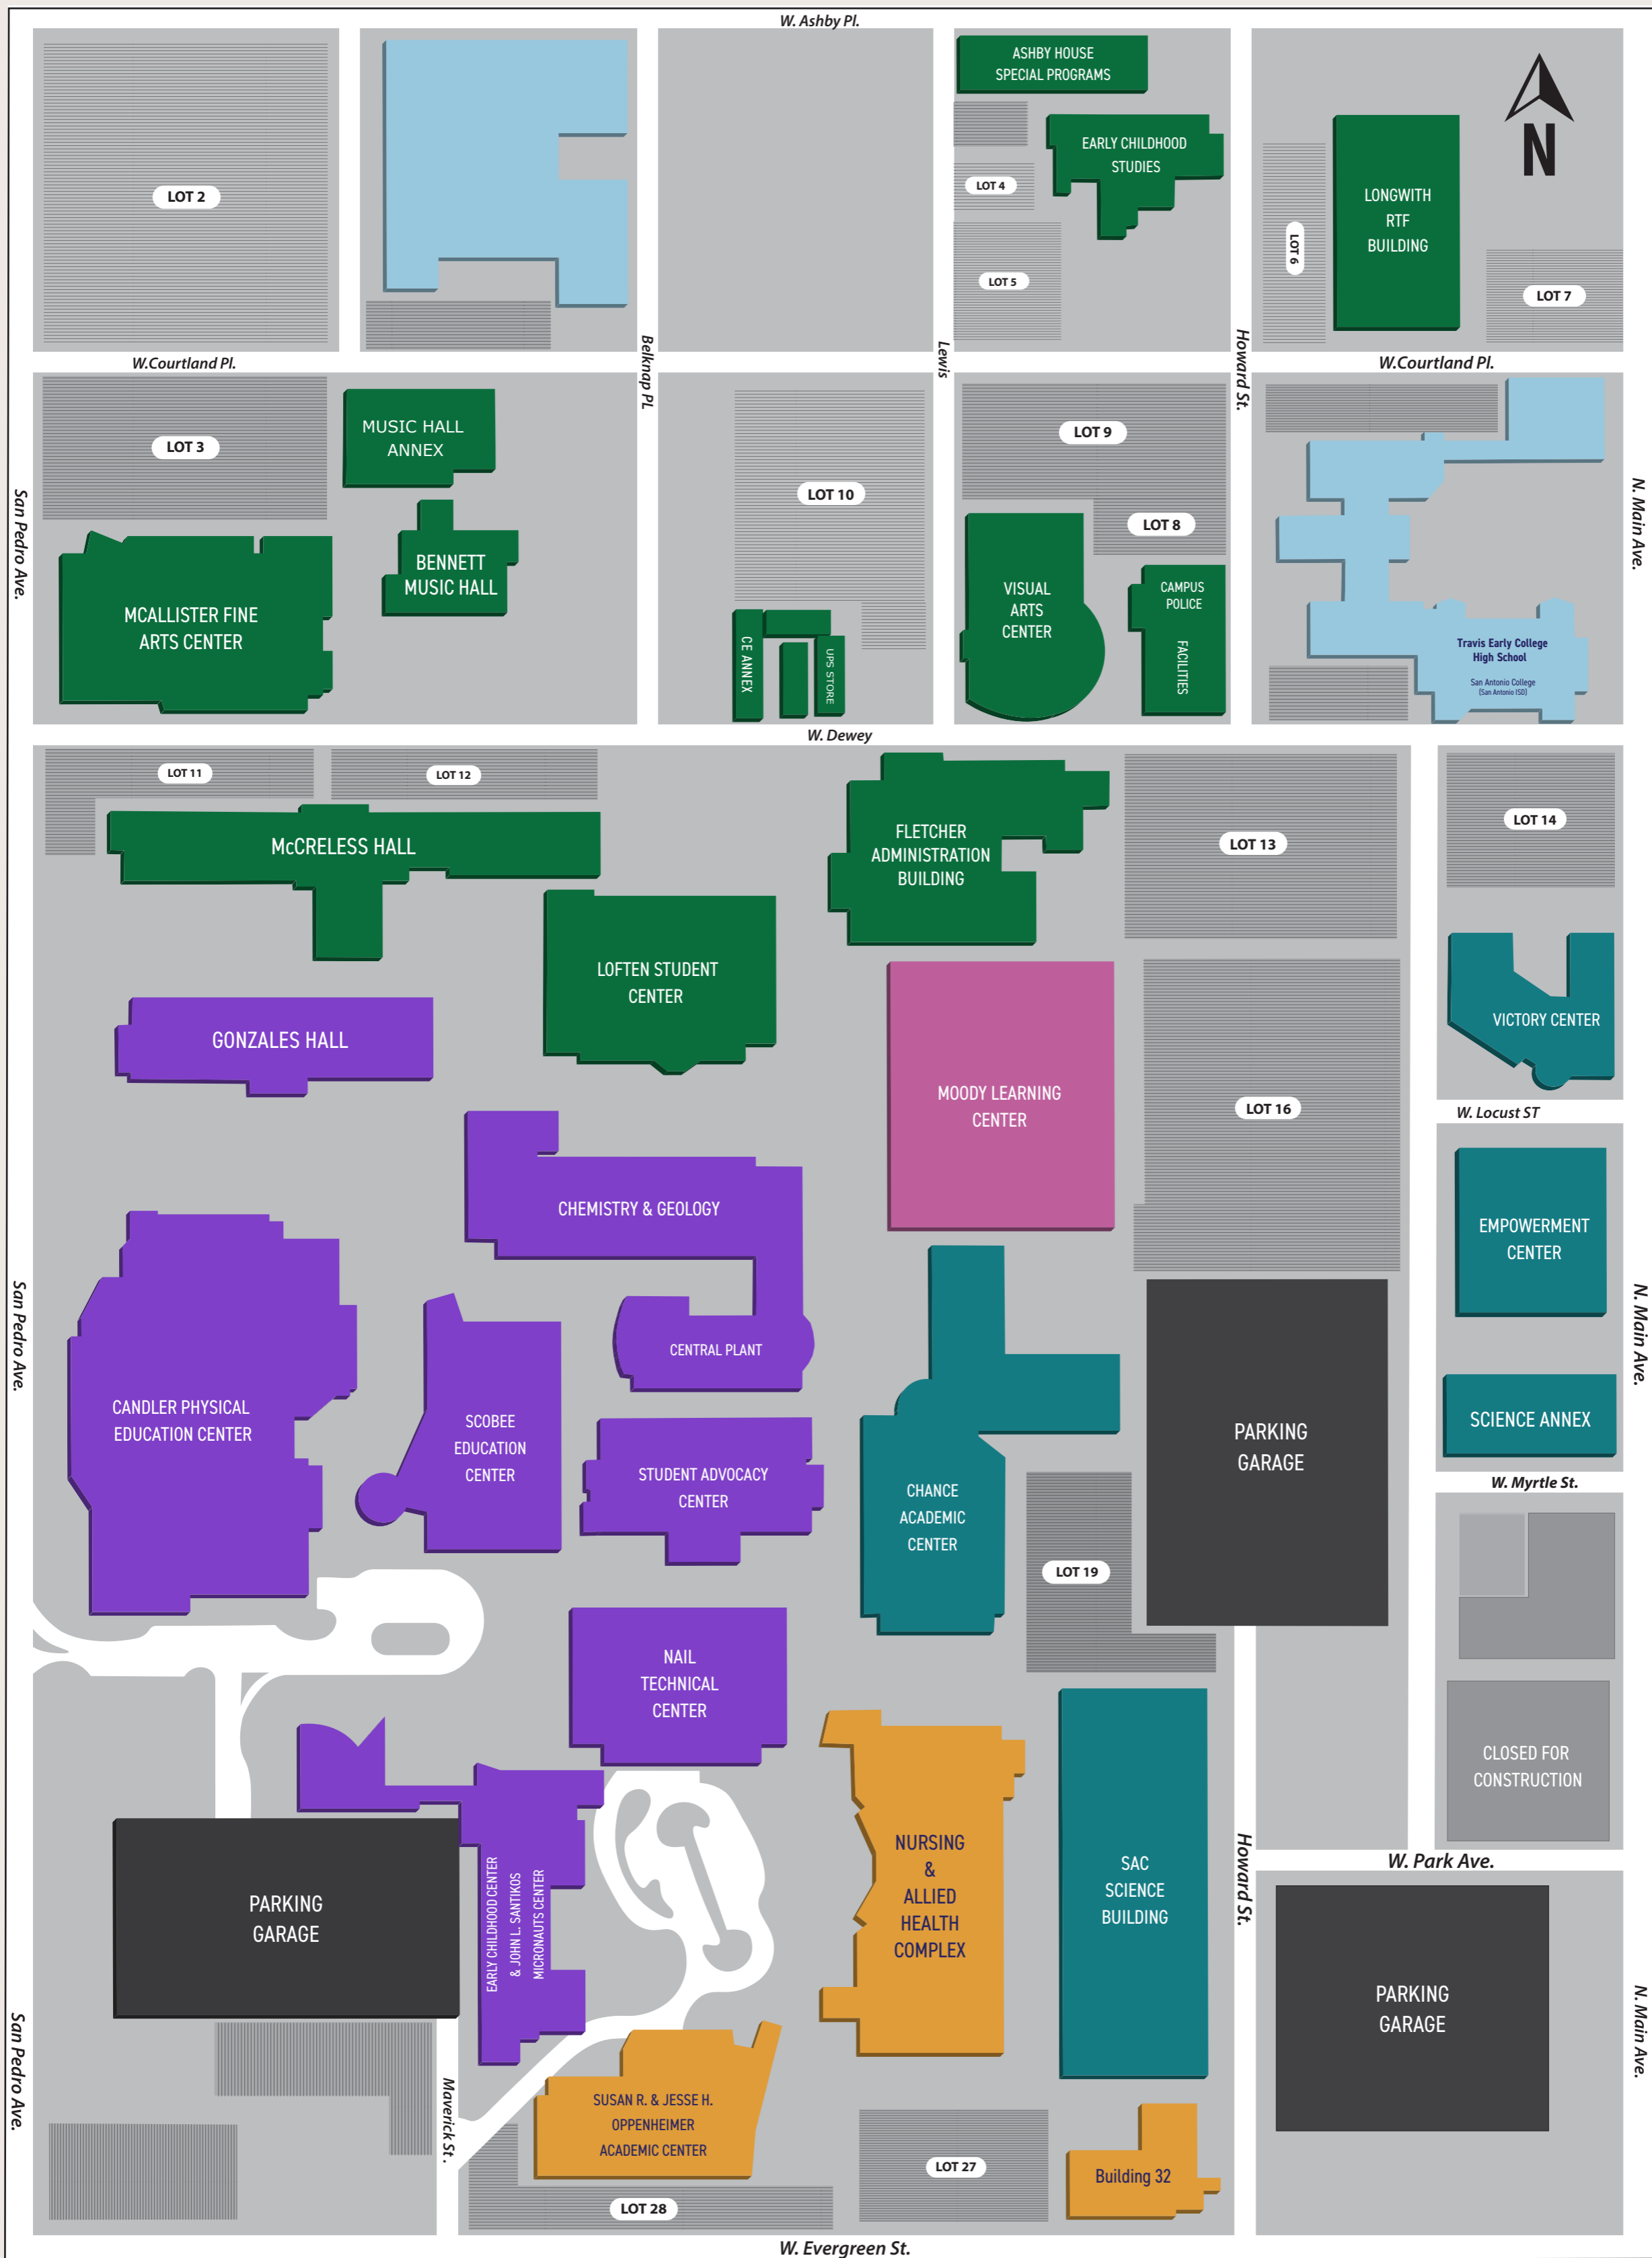 W. Ashby Pl.
ASHBY HOUSE
SPECIAL PROGRAMS
N
EARLY CHILDHOOD
STUDIES
LOT 2
LOT 4
LOT 5
LOT 6
LONGWITH
RTF
BUILDING
LOT 7
W.Courtland Pl.
Belknap PL
Lewis
Howard St.
W.Courtland Pl.
LOT 3
MUSIC HALL
ANNEX
LOT 10
LOT 9
LOT 8
San Pedro Ave.
N. Main Ave.
BENNETT
MUSIC HALL
MCALLISTER FINE
ARTS CENTER
CE ANNEX
UPS STORE
VISUAL
ARTS
CENTER
CAMPUS
POLICE
FACILITIES
Travis Early College
High School
San Antonio College
(San Antonio ISD)
W. Dewey
LOT 11
LOT 12
McCRELESS HALL
FLETCHER
ADMINISTRATION
BUILDING
LOT 13
LOT 14
LOFTEN STUDENT
CENTER
GONZALES HALL
VICTORY CENTER
MOODY LEARNING
CENTER
LOT 16
W. Locust ST
CHEMISTRY & GEOLOGY
EMPOWERMENT
CENTER
San Pedro Ave.
N. Main Ave.
CENTRAL PLANT
CANDLER PHYSICAL
EDUCATION CENTER
SCOBEE
EDUCATION
CENTER
STUDENT ADVOCACY
CENTER
CHANCE
ACADEMIC
CENTER
PARKING
GARAGE
SCIENCE ANNEX
W. Myrtle St.
LOT 19
NAIL
TECHNICAL
CENTER
CLOSED FOR
CONSTRUCTION
NURSING
&
ALLIED
HEALTH
COMPLEX
SAC
SCIENCE
BUILDING
Howard St.
W. Park Ave.
PARKING
GARAGE
EARLY CHILDHOOD CENTER
& JOHN L. SANTIKOS
MICRONAUTS CENTER
PARKING
GARAGE
San Pedro Ave.
N. Main Ave.
Maverick St.
SUSAN R. & JESSE H.
OPPENHEIMER
ACADEMIC CENTER
LOT 27
Building 32
LOT 28
W. Evergreen St.